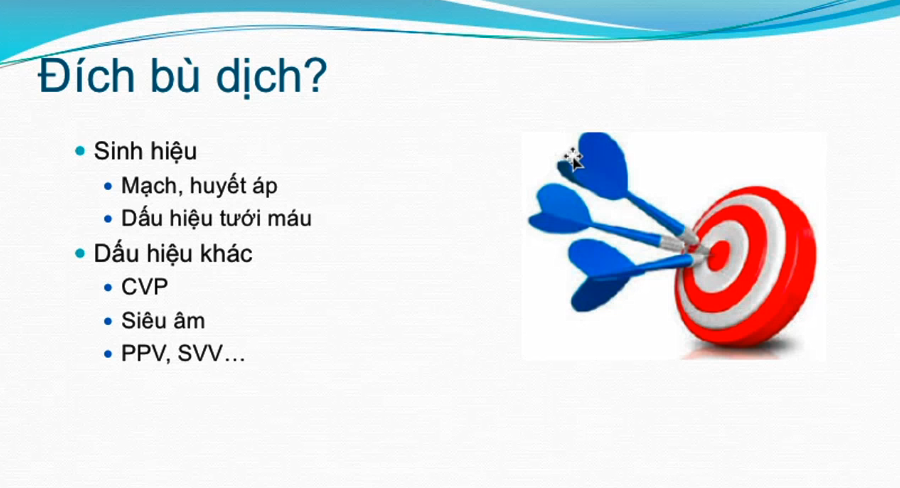 Đích bù dịch?
Sinh hiệu
Mạch, huyết áp
Dấu hiệu tưới máu
Dấu hiệu khác
CVP
Siêu âm
PPV, SVV…